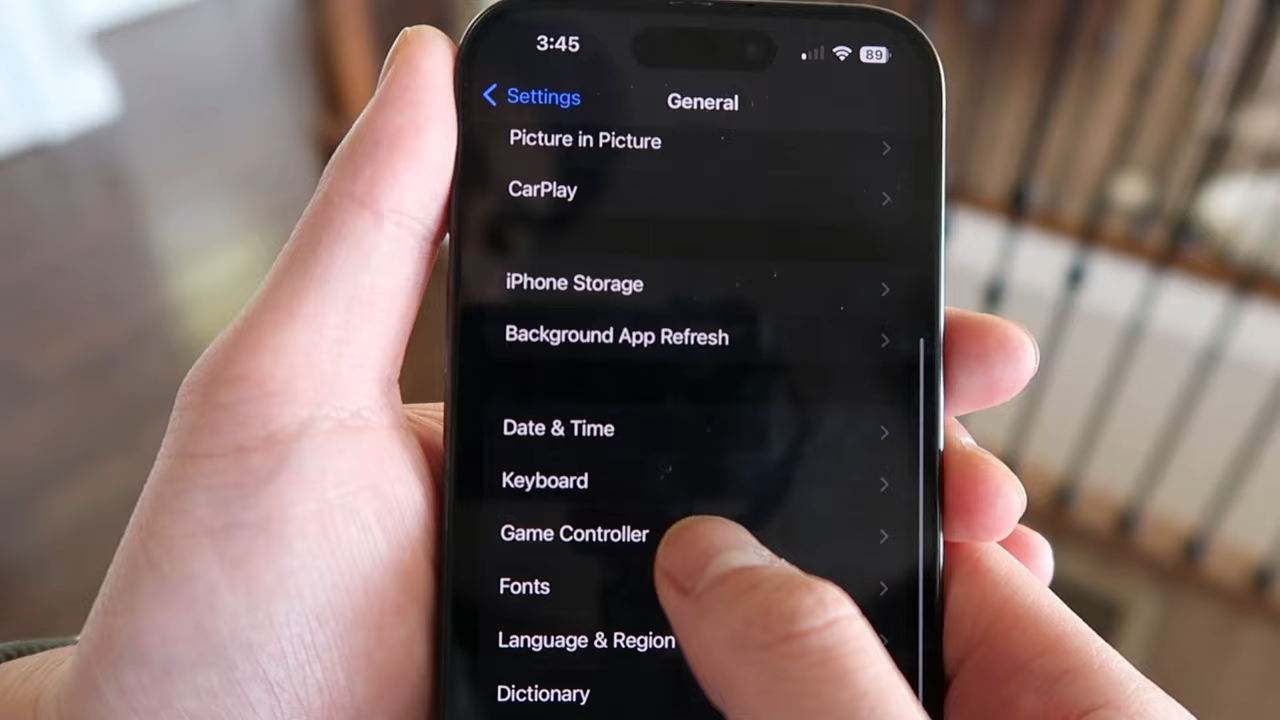 3:45
89
Settings
General
Picture in Picture
CarPlay
iPhone Storage
Background App Refresh
Date & Time
Keyboard
Game Controller
Fonts
Language & Region
Dictionary